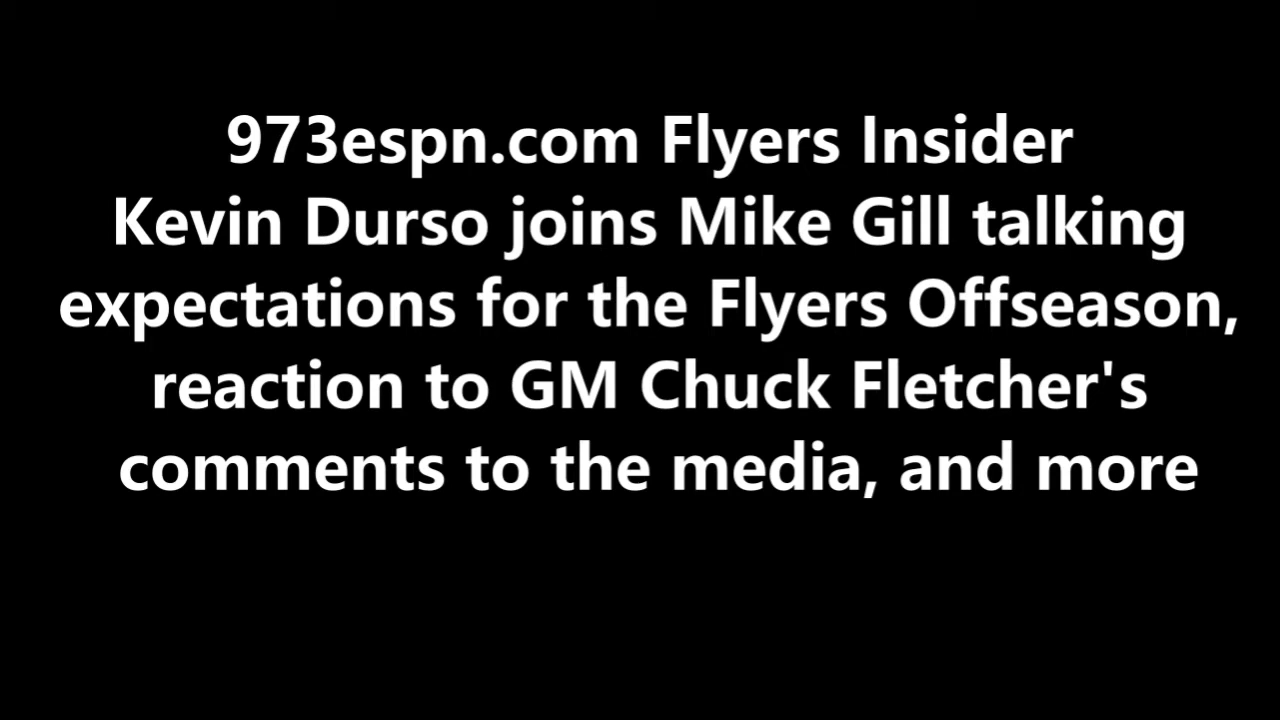 973espn.com Flyers Insider
Kevin Durso joins Mike Gill talking
expectations for the Flyers Offseason,
reaction to GM Chuck Fletcher's
comments to the media, and more